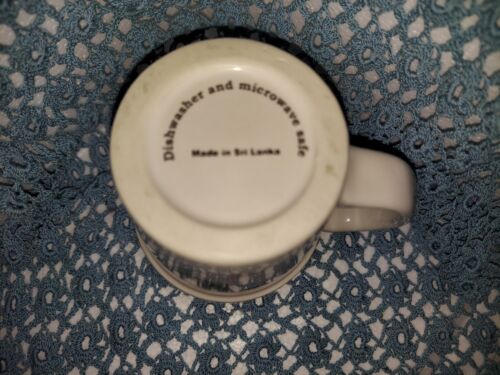 Dishwasher and microwave safe
Made in Sri Lanka